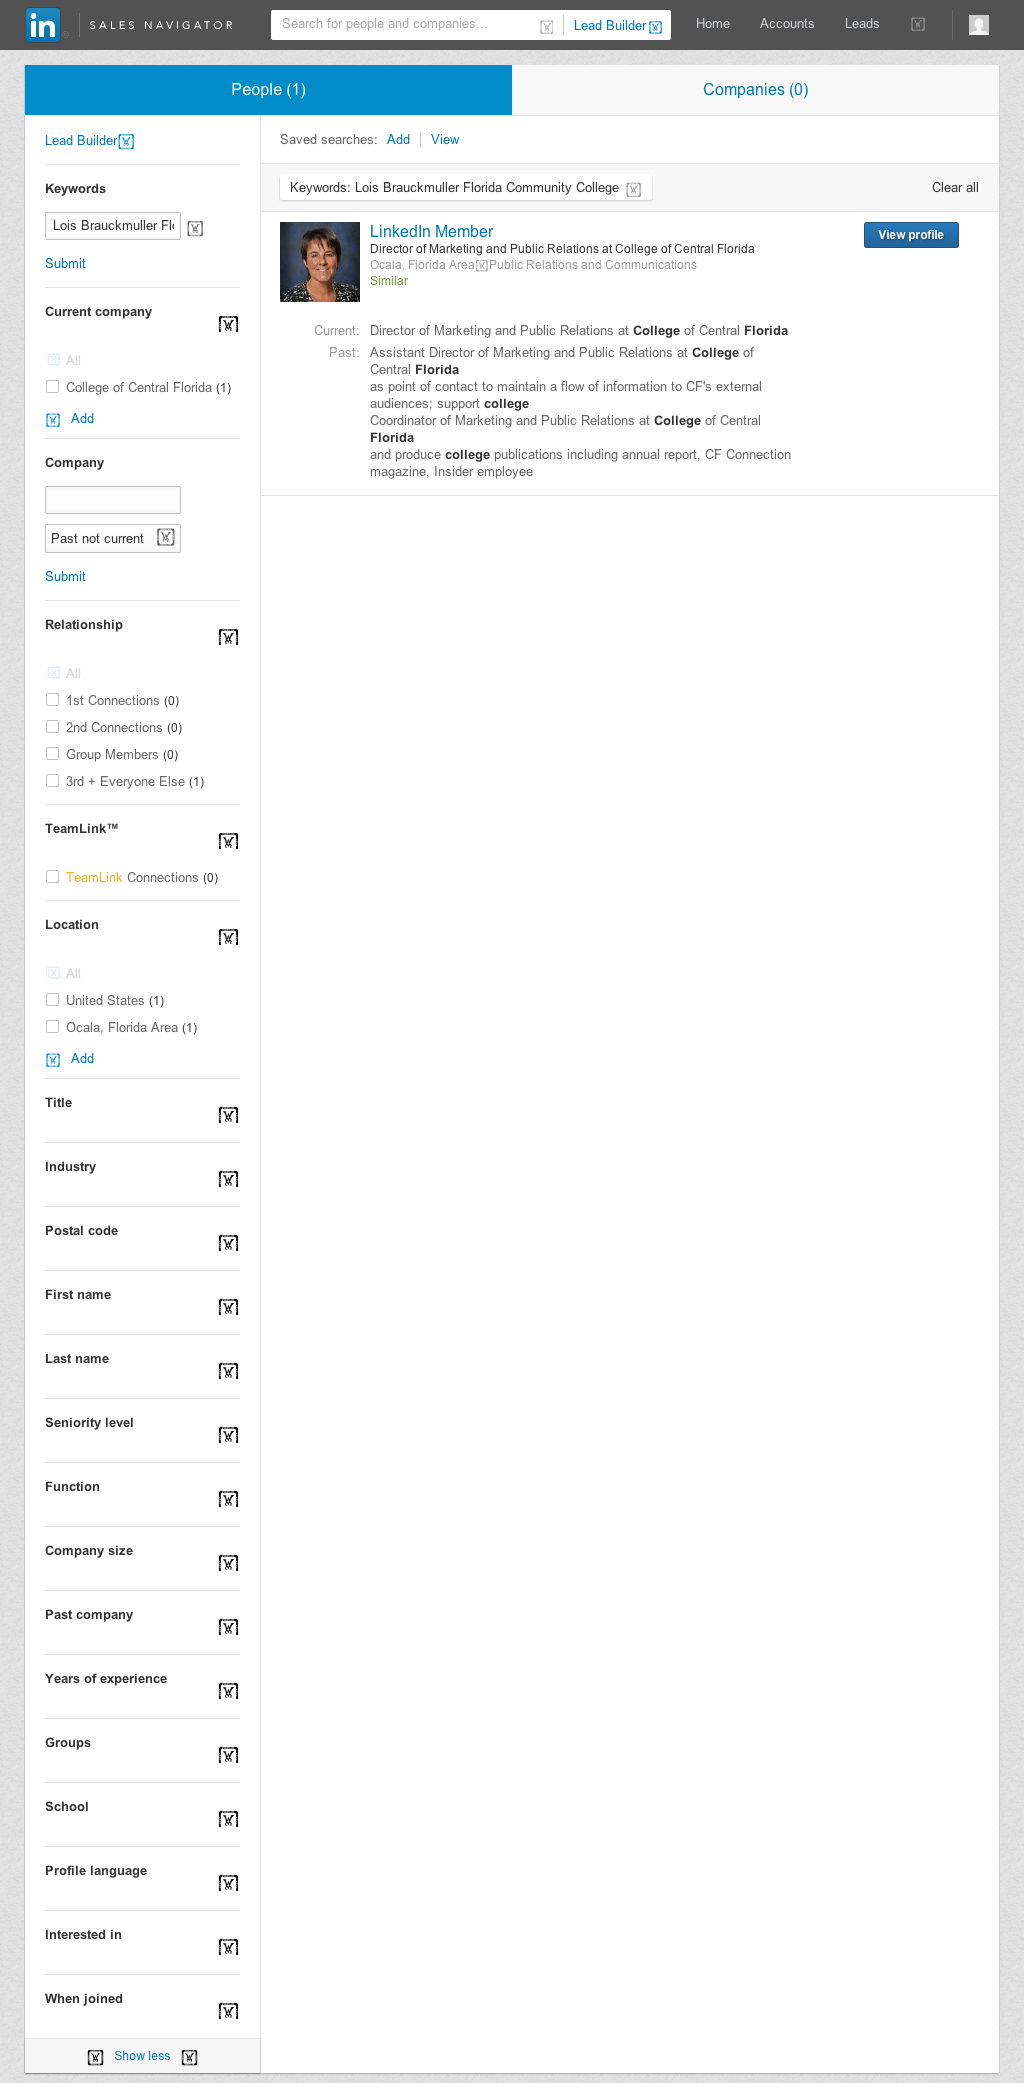 in SALES NAVIGATOR
Search for people and companies...
Lead Builder
Home
Accounts
Leads
People (1)
Companies (0)
Lead Builder
Keywords
Lois Brauckmuller Flo
Submit
Current company
All
College of Central Florida (1)
Add
Company
Past not current
Submit
Relationship
All
1st Connections (0)
2nd Connections (0)
Group Members (0)
3rd + Everyone Else (1)
TeamLink™
TeamLink Connections (0)
Location
All
United States (1)
Ocala, Florida Area (1)
Add
Title
Industry
Postal code
First name
Last name
Seniority level
Function
Company size
Past company
Years of experience
Groups
School
Profile language
Interested in
When joined
Show less
Saved searches: Add View
Keywords: Lois Brauckmuller Florida Community College
Clear all
LinkedIn Member
View profile
Director of Marketing and Public Relations at College of Central Florida
Ocala, Florida Area Public Relations and Communications
Similar
Current: Director of Marketing and Public Relations at College of Central Florida
Past: Assistant Director of Marketing and Public Relations at College of
Central Florida
as point of contact to maintain a flow of information to CF's external
audiences; support college
Coordinator of Marketing and Public Relations at College of Central
Florida
and produce college publications including annual report, CF Connection
magazine, Insider employee